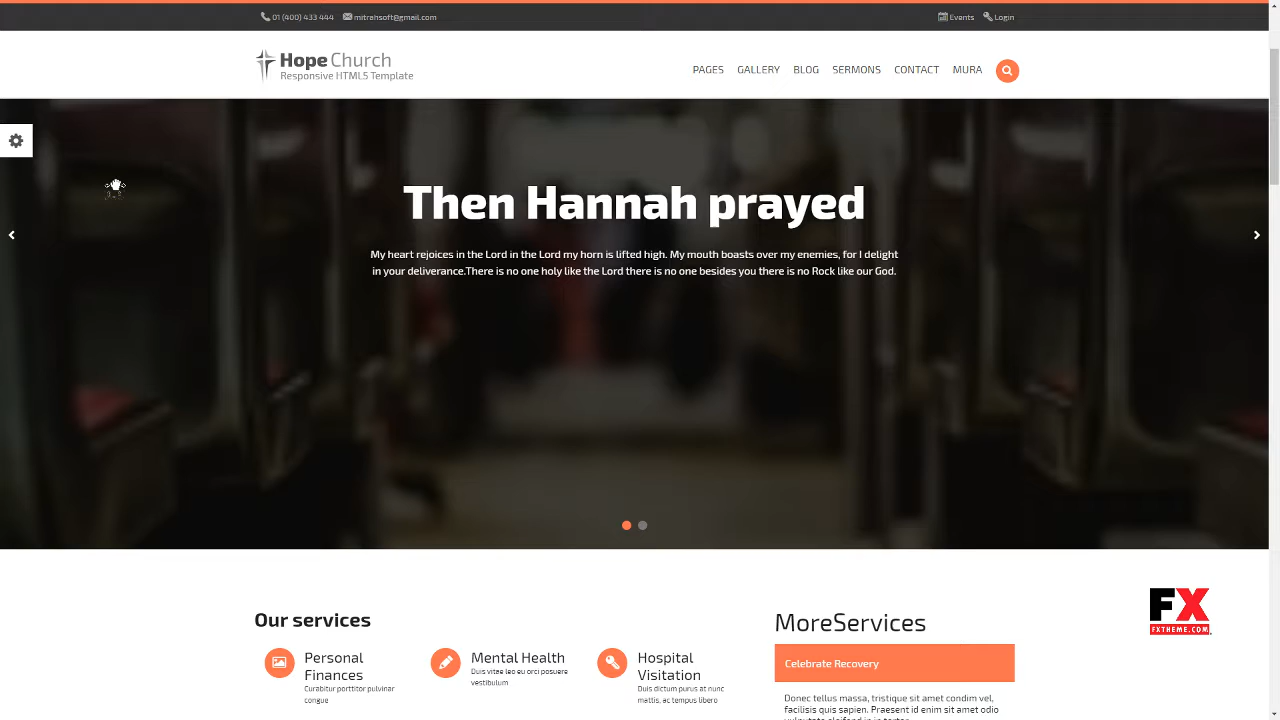 01 (400) 433 444 mitrahsoft@gmail.com Events Login
Hope Church
Responsive HTML5 Template
PAGES GALLERY BLOG SERMONS CONTACT MURA
Then Hannah prayed
My heart rejoices in the Lord in the Lord my horn is lifted high. My mouth boasts over my enemies, for I delight
in your deliverance.There is no one holy like the Lord there is no one besides you there is no Rock like our God.
FX
FXTHEME.COM
Our services
Personal
Finances
Curabitur porttitor pulvinar
congue
Mental Health
Duis vitae leo eu orci posuere
vestibulum
Hospital
Visitation
Duis dictum purus at nunc
mattis, ac tempus libero
MoreServices
Celebrate Recovery
Donec tellus massa, tristique sit amet condim vel,
facilisis quis sapien. Praesent id enim sit amet odio